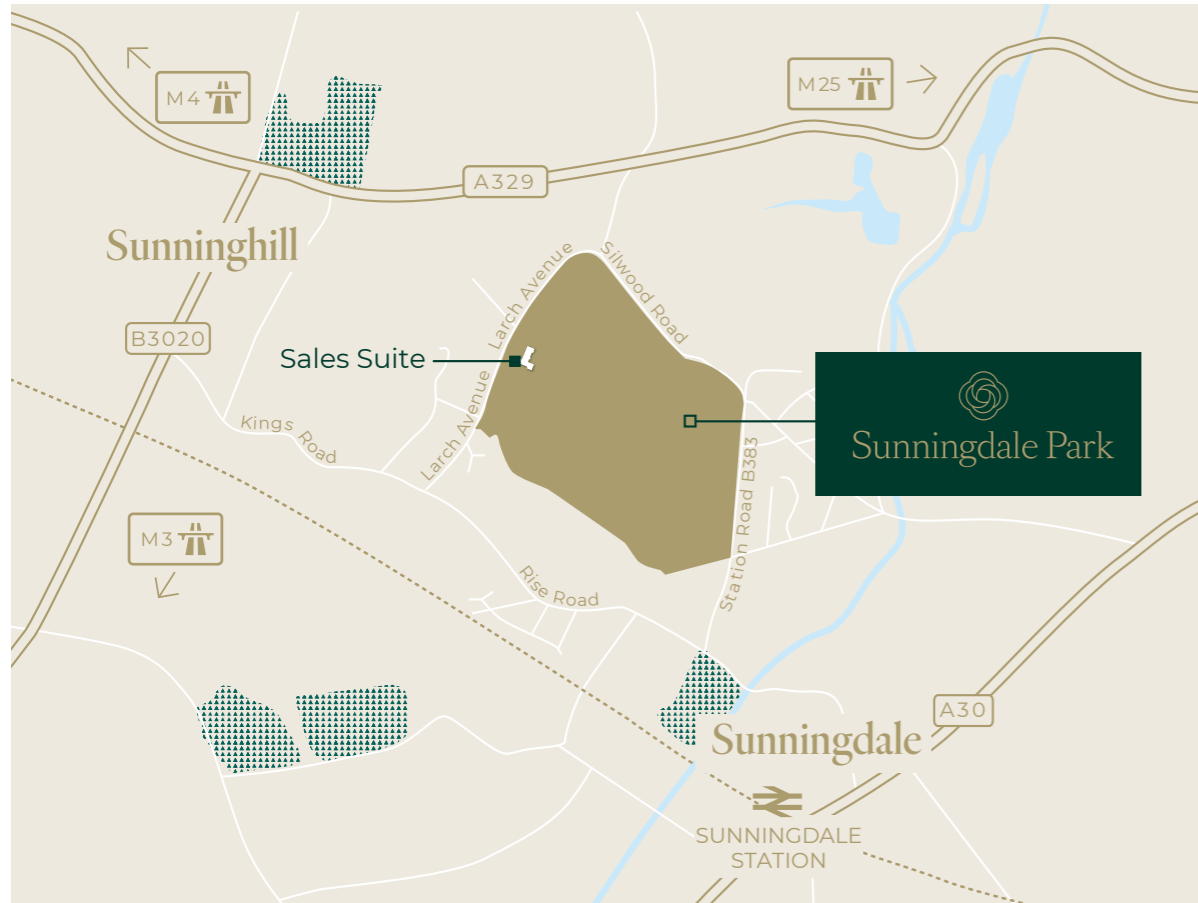 M4
M25
A329
Sunninghill
Larch Avenue
Silwood Road
B3020
Sales Suite
Larch Avenue
Kings Road
Sunningdale Park
Station Road B383
M3
Rise Road
A30
Sunningdale
SUNNINGDALE
STATION